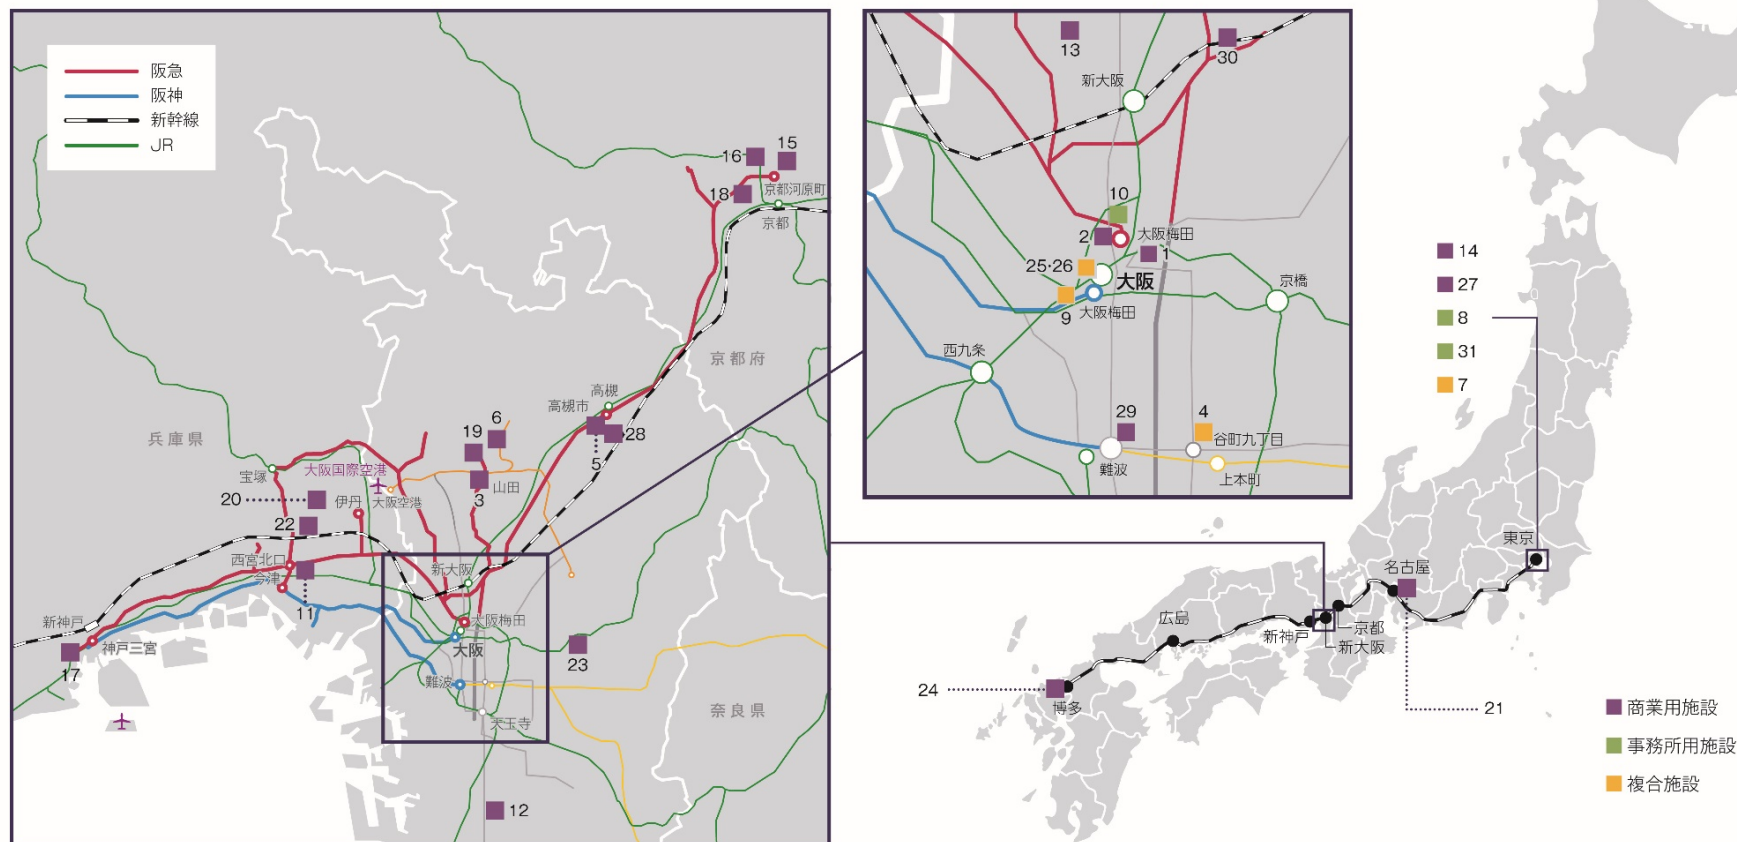 阪急
阪神
新幹線
JR
16
15
18
京都河原町
京都
京都府
高槻
高槻市
28
5
6
19
3
山田
兵庫県
宝塚
大阪国際空港
大阪空港
20
伊丹
22
西宮北口
今津
11
新大阪
新神戸
神戸三宮
17
大阪梅田
大阪
難波
天王寺
23
奈良県
12
13
30
新大阪
10
2
大阪梅田
1
25・26
大阪
9
大阪梅田
京橋
西九条
29
4
谷町九丁目
難波
上本町
14
27
8
31
7
東京
名古屋
広島
新神戸
京都
新大阪
24
博多
21
商業用施設
事務所用施設
複合施設